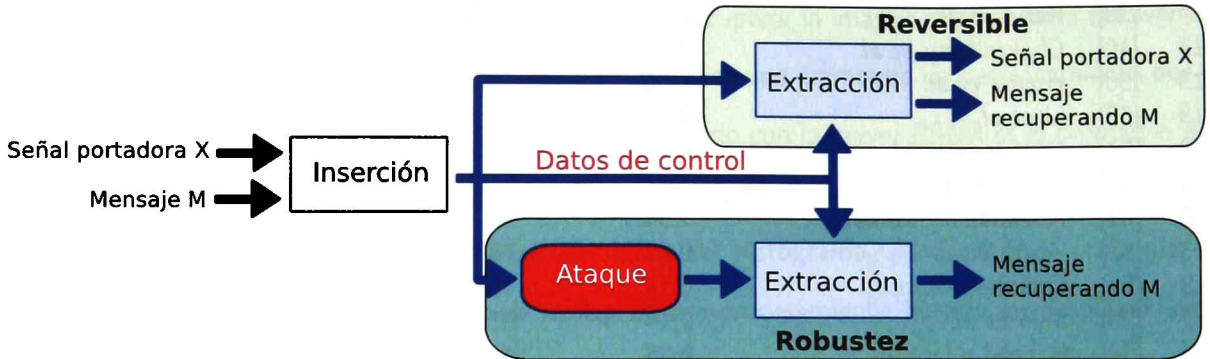 Reversible
Señal portadora X
Extracción
Mensaje
recuperando M
Señal portadora X
Mensaje M
Inserción
Datos de control
Ataque
Extracción
Mensaje
recuperando M
Robustez